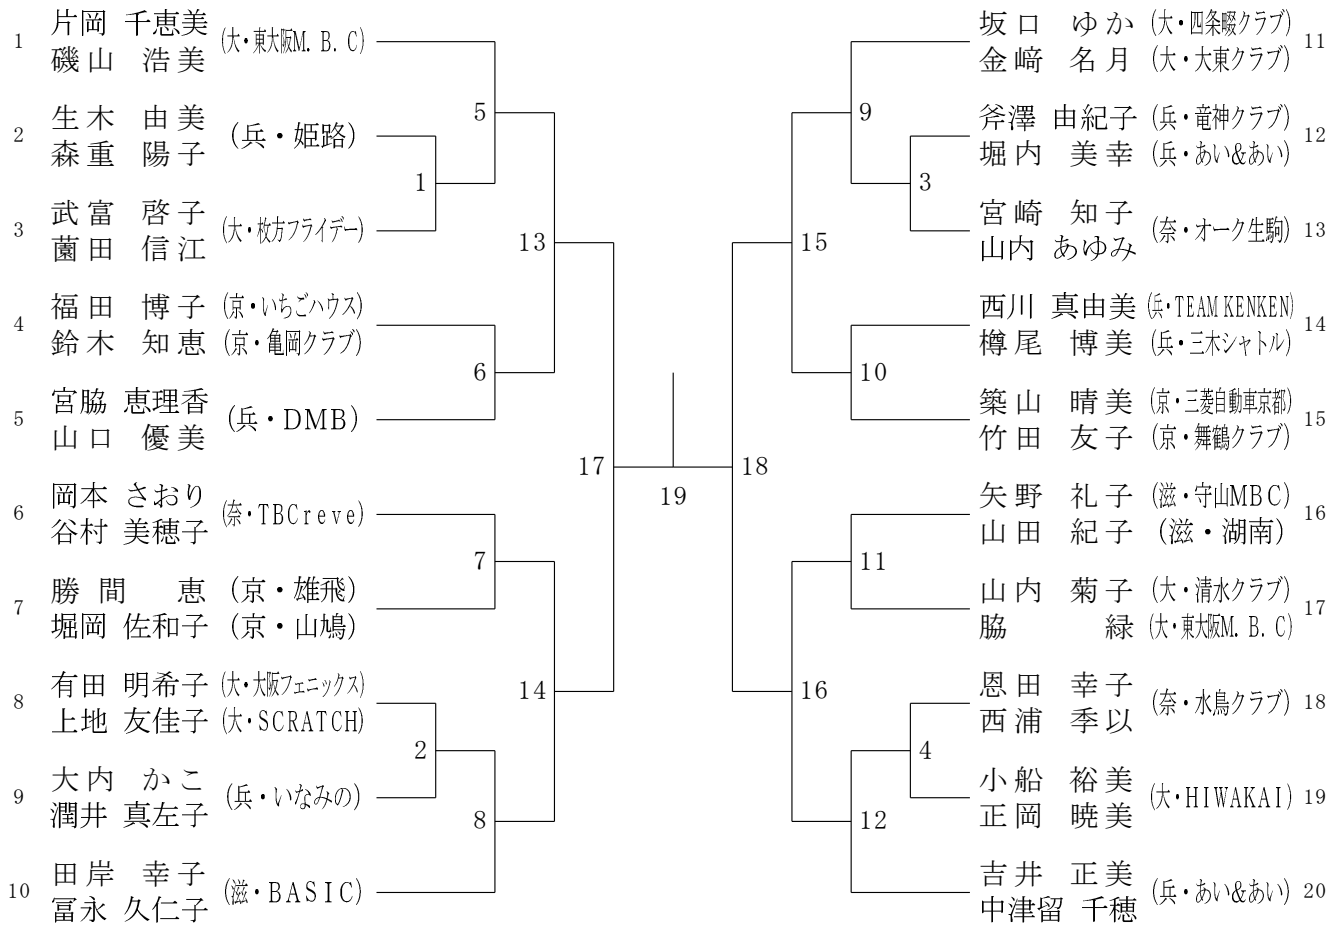 1 片岡 千恵美 (大・東大阪M. B. C)
磯山 浩美
2 生木 由美 (兵・姫路)
森重 陽子
3 武富 啓子 (大・枚方フライデー)
薗田 信江
4 福田 博子 (京・いちごハウス)
鈴木 知恵 (京・亀岡クラブ)
5 宮脇 恵理香 (兵・DMB)
山口 優美
6 岡本 さおり (奈・TBCreve)
谷村 美穂子
7 勝間 恵 (京・雄飛)
堀岡 佐和子 (京・山鳩)
8 有田 明希子 (大・大阪フェニックス)
上地 友佳子 (大・SCRATCH)
9 大内 かこ (兵・いなみの)
潤井 真左子
10 田岸 幸子 (滋・BASIC)
冨永 久仁子
5
1
13
6
17
7
14
2
8
19
18
9
3
15
10
11
16
4
12
坂口 ゆか (大・四条畷クラブ) 11
金﨑 名月 (大・大東クラブ)
斧澤 由紀子 (兵・竜神クラブ) 12
堀内 美幸 (兵・あい&あい)
宮崎 知子 (奈・オーク生駒) 13
山内 あゆみ
西川 真由美 (兵・TEAM KENKEN) 14
樽尾 博美 (兵・三木シャトル)
築山 晴美 (京・三菱自動車京都) 15
竹田 友子 (京・舞鶴クラブ)
矢野 礼子 (滋・守山MBC) 16
山田 紀子 (滋・湖南)
山内 菊子 (大・清水クラブ) 17
脇 緑 (大・東大阪M. B. C)
恩田 幸子 (奈・水鳥クラブ) 18
西浦 季以
小船 裕美 (大・HIWAKAI) 19
正岡 暁美
吉井 正美 (兵・あい&あい) 20
中津留 千穂